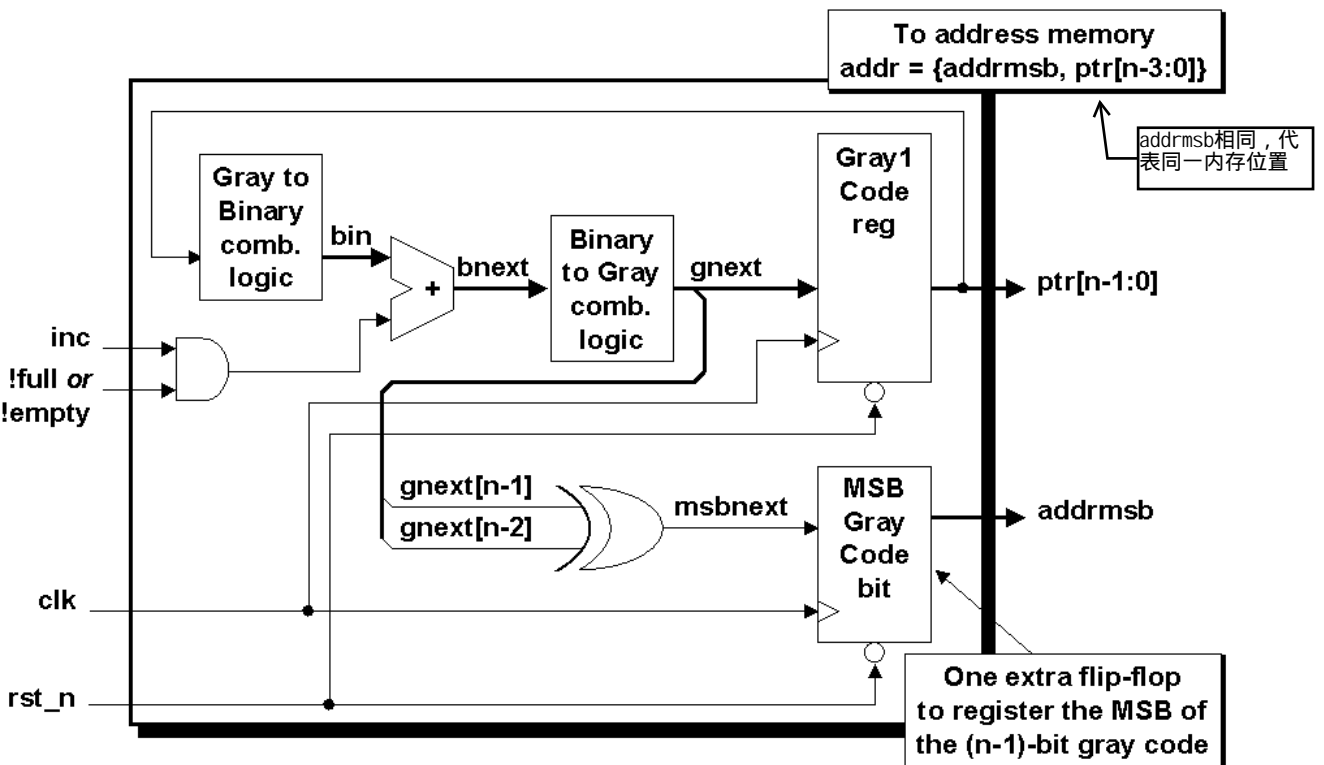 To address memory
addr = {addrmsb, ptr[n-3:0]}
addrmsb相同，代
表同一内存位置
Gray to
Binary
comb.
logic
bin
+
bnext
Binary
to Gray
comb.
logic
gnext
Gray1
Code
reg
ptr[n-1:0]
inc
!full or
!empty
gnext[n-1]
gnext[n-2]
msbnext
MSB
Gray
Code
bit
addrmsb
clk
rst_n
One extra flip-flop
to register the MSB of
the (n-1)-bit gray code